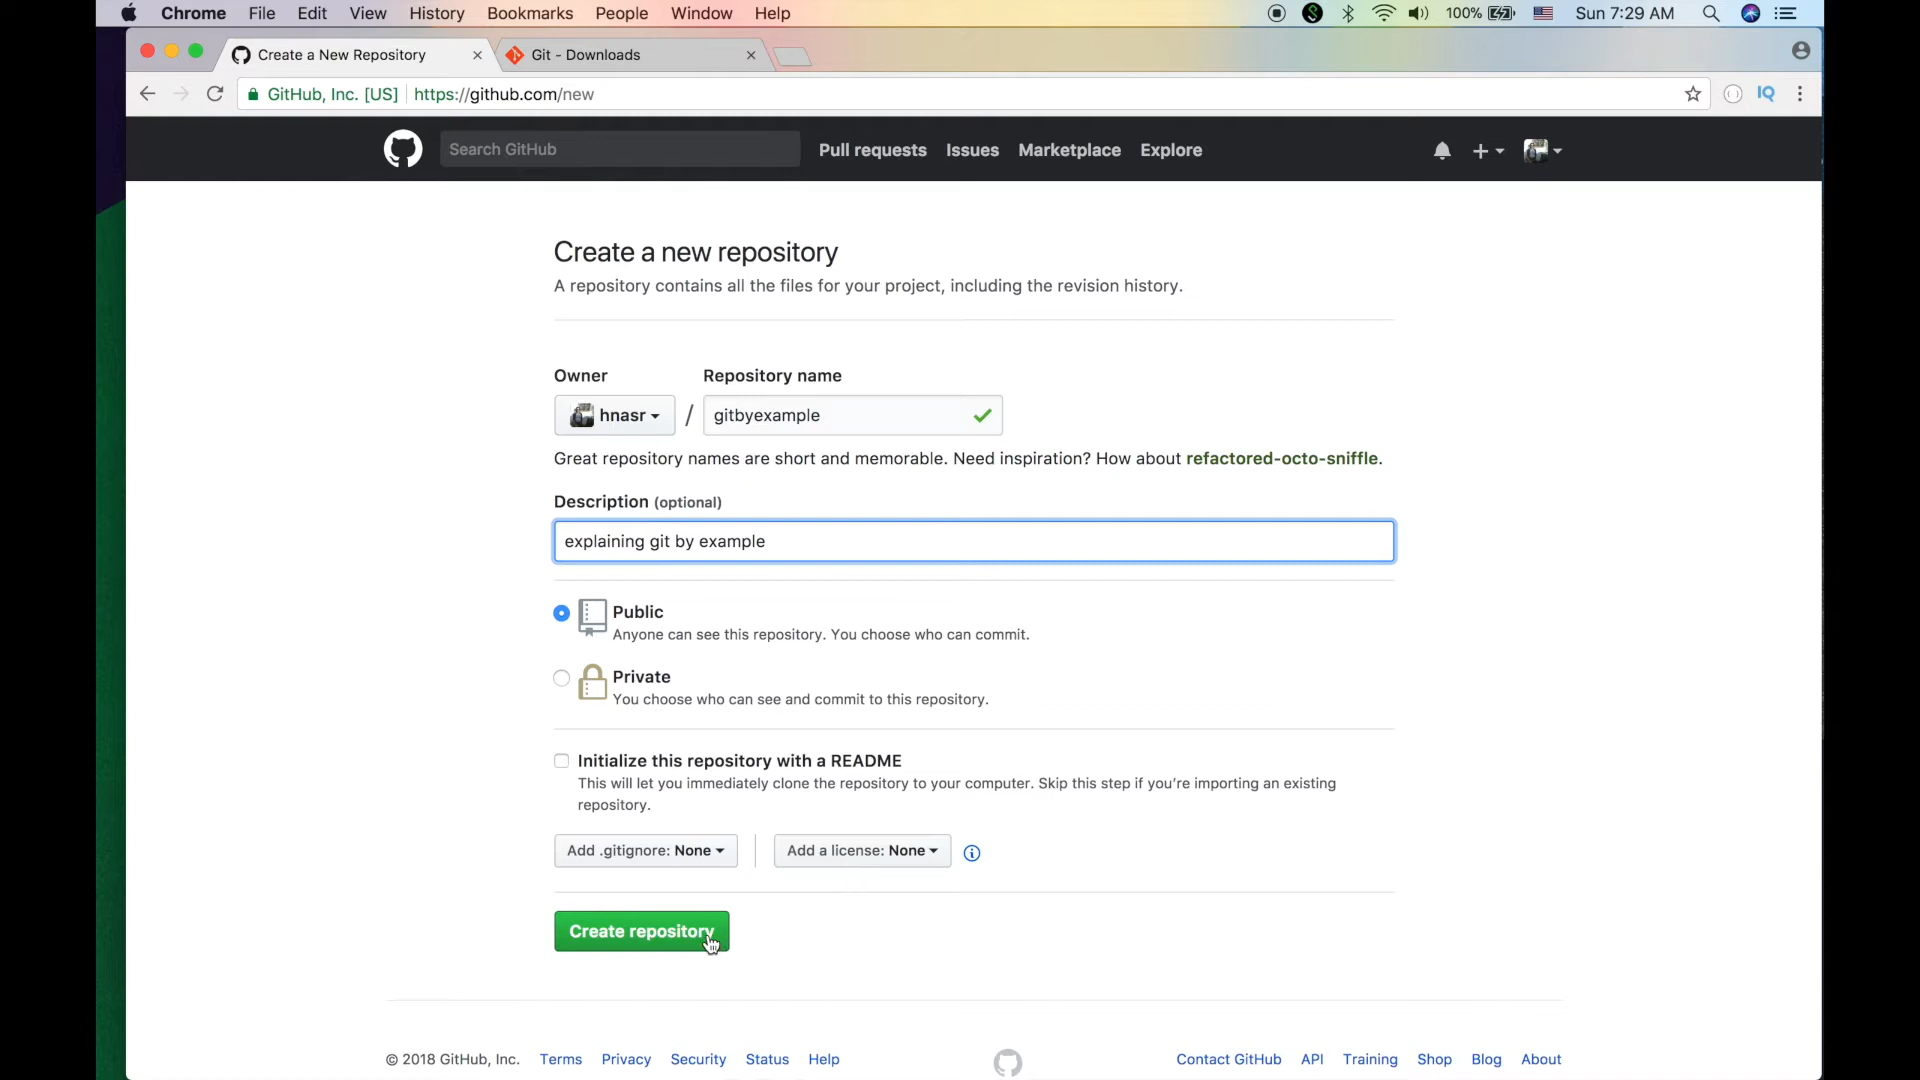 Chrome File Edit View History Bookmarks People Window Help 100% Sun 7:29 AM
Create a New Repository Git - Downloads
GitHub, Inc. [US] https://github.com/new IQ
Search GitHub Pull requests Issues Marketplace Explore
Create a new repository
A repository contains all the files for your project, including the revision history.
Owner Repository name
hnasr / gitbyexample
Great repository names are short and memorable. Need inspiration? How about refactored-octo-sniffle.
Description (optional)
explaining git by example
Public
Anyone can see this repository. You choose who can commit.
Private
You choose who can see and commit to this repository.
Initialize this repository with a README
This will let you immediately clone the repository to your computer. Skip this step if you’re importing an existing
repository.
Add .gitignore: None Add a license: None
Create repository
© 2018 GitHub, Inc. Terms Privacy Security Status Help Contact GitHub API Training Shop Blog About